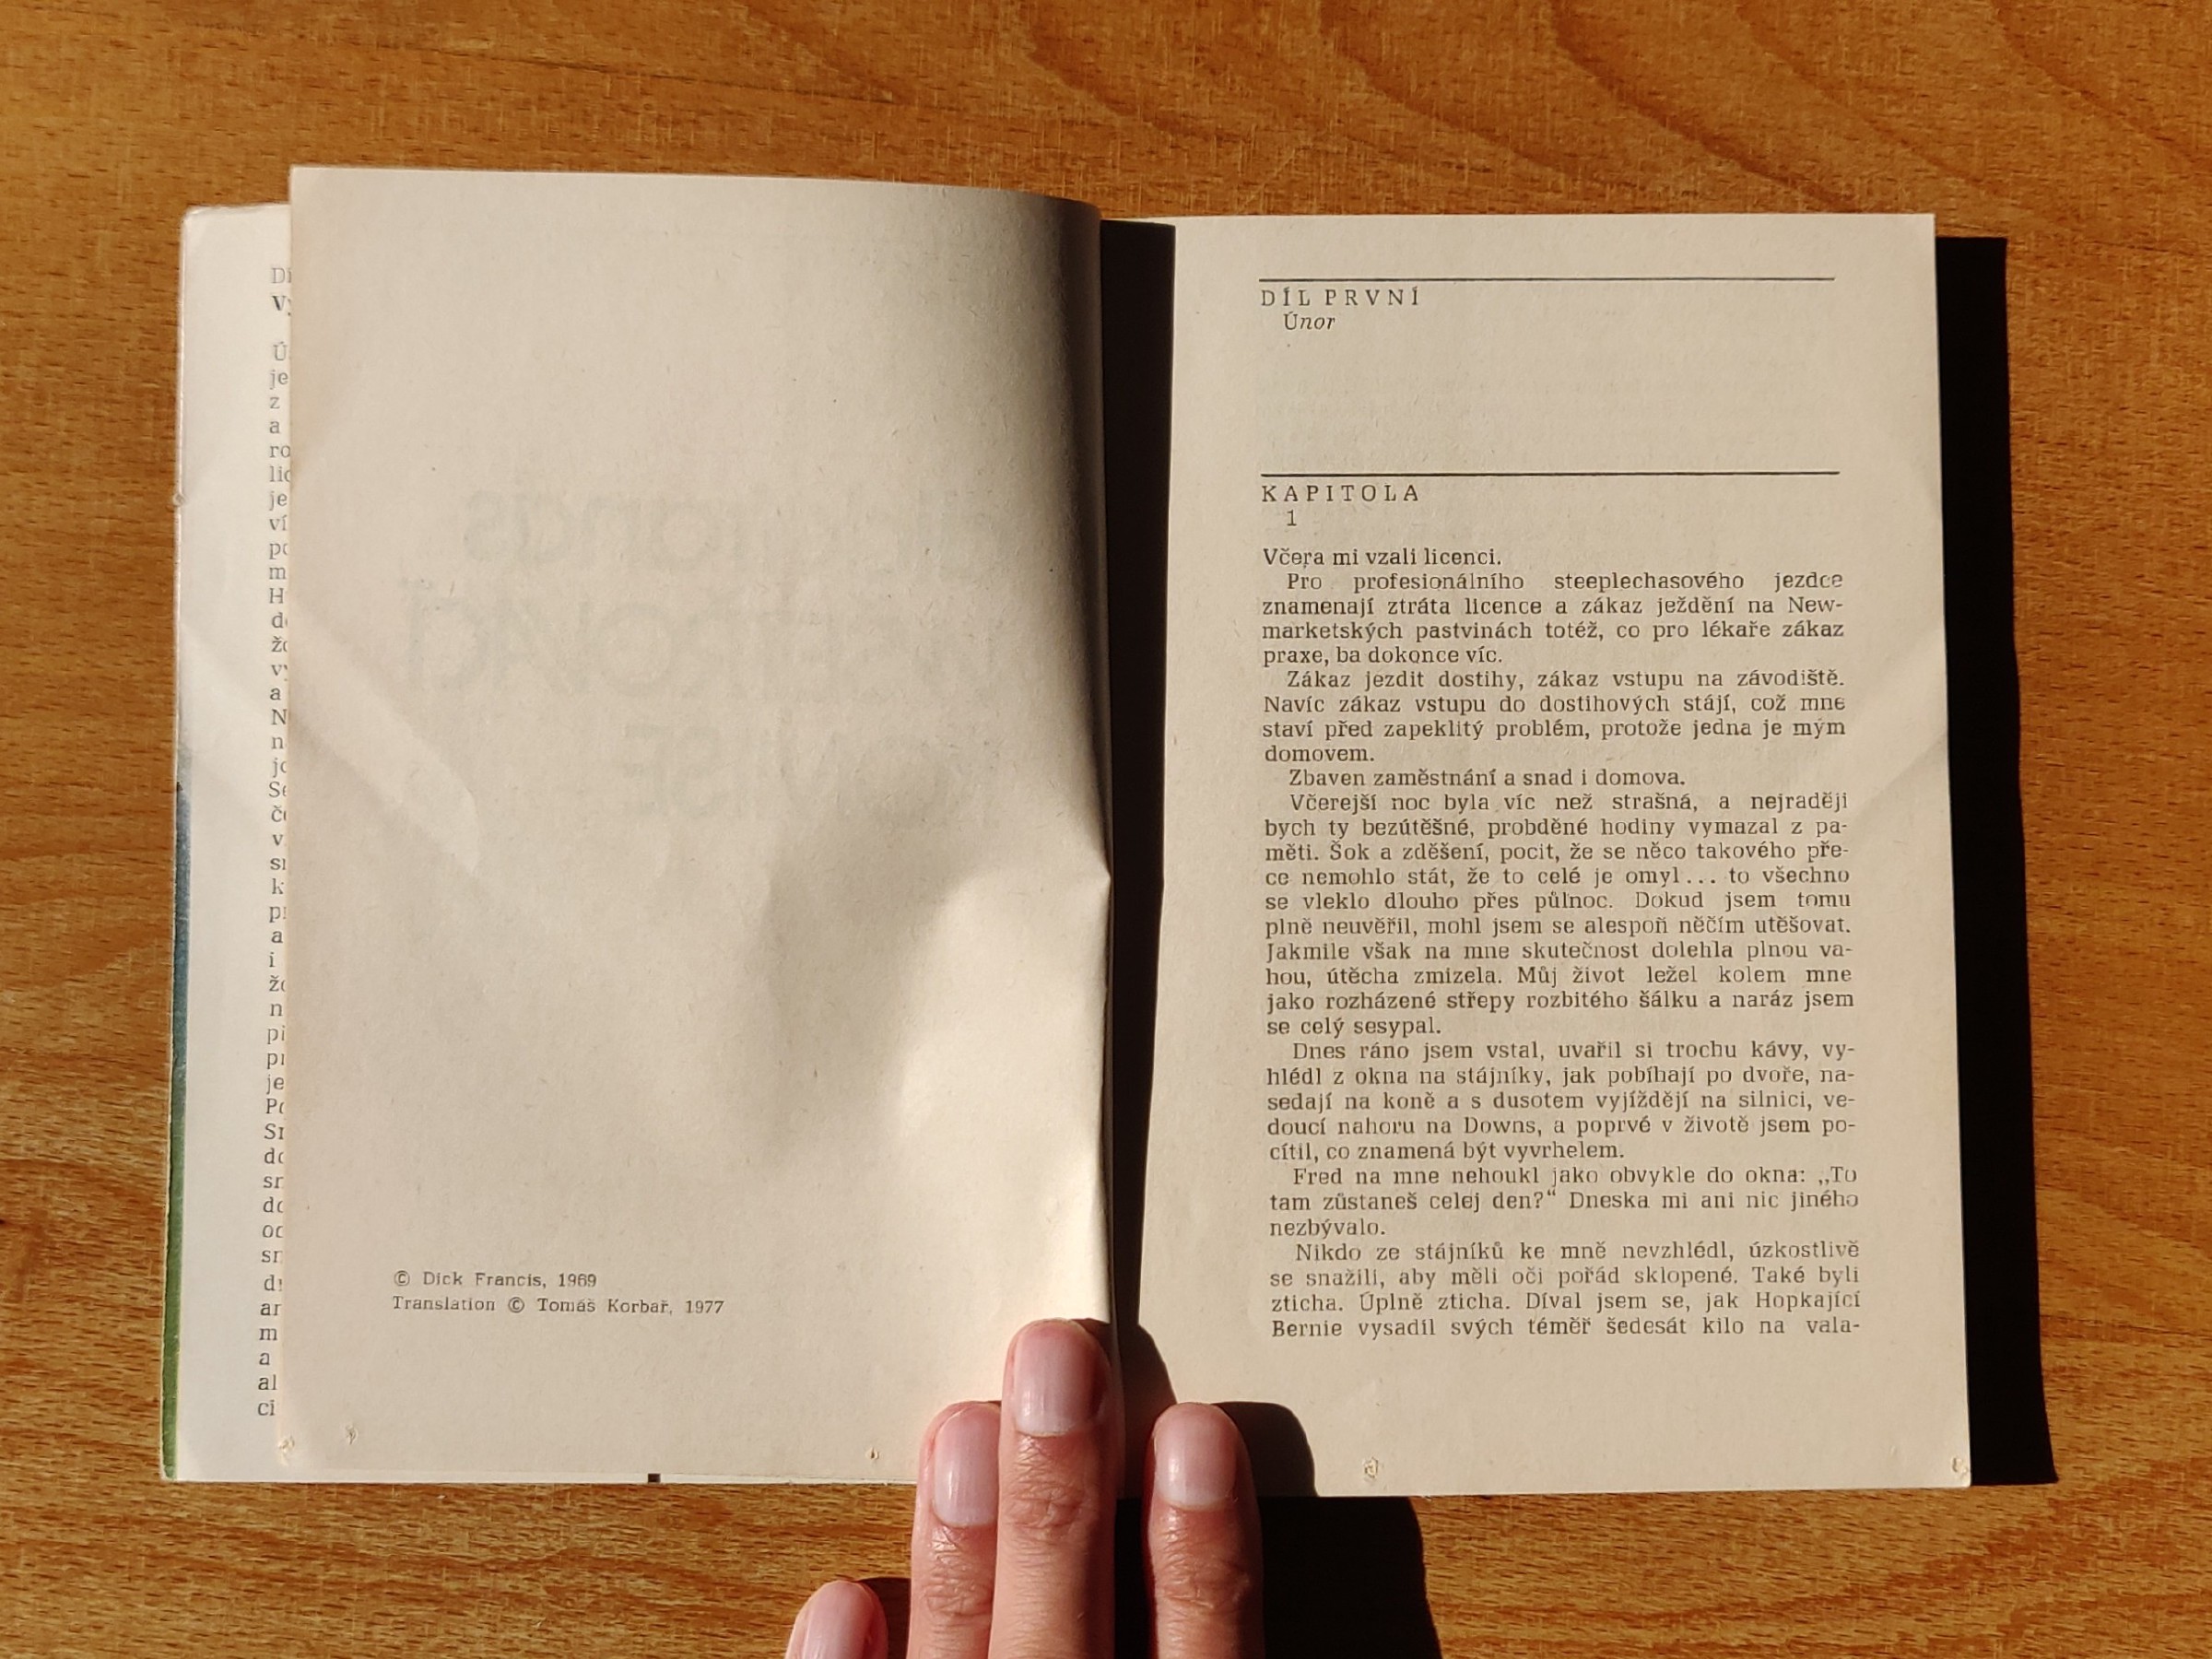 je
z
a
© Dick Francis, 1969
Translation © Tomáš Korbař, 1977
DÍL PRVNÍ
Únor
KAPITOLA
1
Včera mi vzali licenci.
Pro profesionálního steeplechasového jezdce
znamenají ztráta licence a zákaz ježdění na New-
marketských pastvinách totéž, co pro lékaře zákaz
praxe, ba dokonce víc.
Zákaz jezdit dostihy, zákaz vstupu na závodiště.
Navíc zákaz vstupu do dostihových stájí, což mne
staví před zapeklitý problém, protože jedna je mým
domovem.
Zbaven zaměstnání a snad i domova.
Včerejší noc byla víc než strašná, a nejraději
bych ty bezútěšné, probděné hodiny vymazal z pa-
měti. Šok a zděšení, pocit, že se něco takového pře-
ce nemohlo stát, že to celé je omyl... to všechno
se vleklo dlouho přes půlnoc. Dokud jsem tomu
plně neuvěřil, mohl jsem se alespoň něčím utěšovat.
Jakmile však na mne skutečnost dolehla plnou va-
hou, útěcha zmizela. Můj život ležel kolem mne
jako rozházené střepy rozbitého šálku a naráz jsem
se celý sesypal.
Dnes ráno jsem vstal, uvařil si trochu kávy, vy-
hlédl z okna na stájníky, jak pobíhají po dvoře, na-
sedají na koně a s dusotem vyjíždějí na silnici, ve-
doucí nahoru na Downs, a poprvé v životě jsem po-
cítil, co znamená být vyvrhelem.
Fred na mne nehoukl jako obvykle do okna: „To
tam zůstaneš celej den?“ Dneska mi ani nic jiného
nezbývalo.
Nikdo ze stájníků ke mně nevzhlédl, úzkostlivě
se snažili, aby měli oči pořád sklopené. Také byli
zticha. Úplně zticha. Díval jsem se, jak Hopkající
Bernie vysadil svých téměř šedesát kilo na vala-